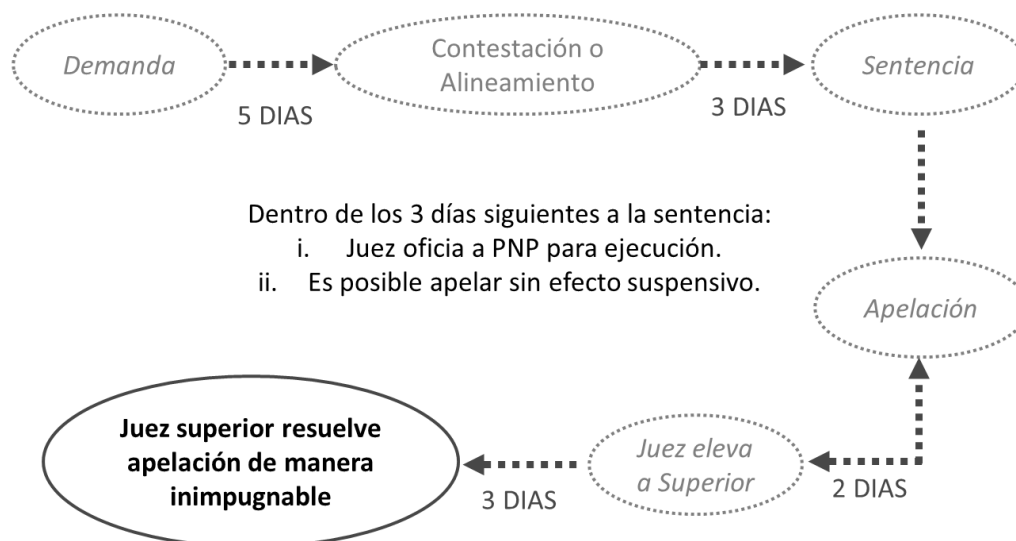 Demanda
Contestación o
Alineamiento
Sentencia
5 DIAS
3 DIAS
Dentro de los 3 días siguientes a la sentencia:
i. Juez oficia a PNP para ejecución.
ii. Es posible apelar sin efecto suspensivo.
Apelación
Juez superior resuelve
apelación de manera
inimpugnable
3 DIAS
Juez eleva
a Superior
2 DIAS